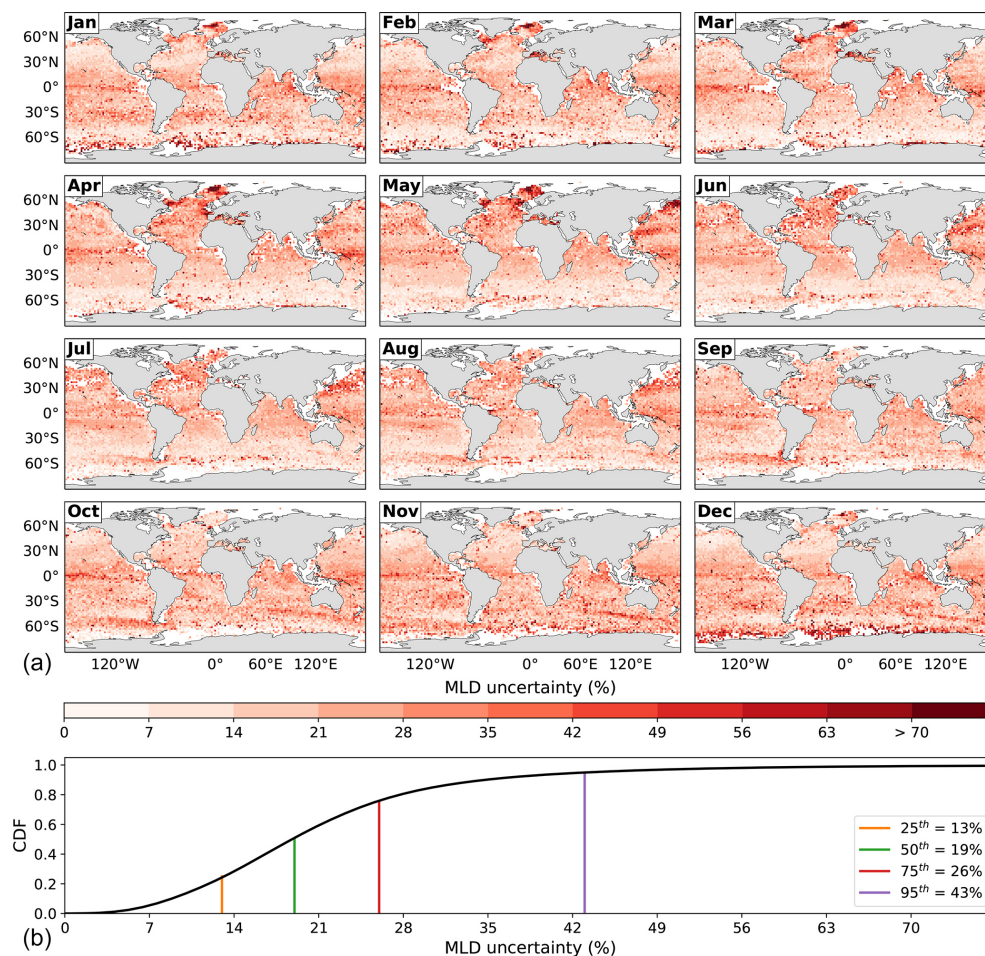 Jan Feb Mar
60°N
30°N
0°
30°S
60°S
Apr May Jun
60°N
30°N
0°
30°S
60°S
Jul Aug Sep
60°N
30°N
0°
30°S
60°S
Oct Nov Dec
60°N
30°N
0°
30°S
60°S
(a)
120°W 0° 60°E 120°E 120°W 0° 60°E 120°E 120°W 0° 60°E 120°E
MLD uncertainty (%)
0 7 14 21 28 35 42 49 56 63 > 70
1.0
0.8
0.6
0.4
0.2
0.0
CDF
25th = 13%
50th = 19%
75th = 26%
95th = 43%
0 7 14 21 28 35 42 49 56 63 70
(b)
MLD uncertainty (%)